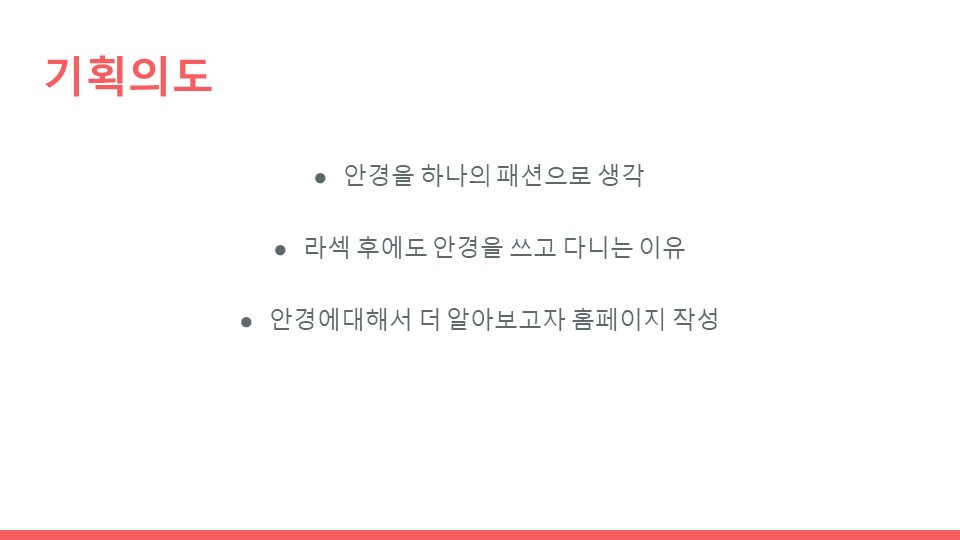 기획의도
● 안경을 하나의 패션으로 생각
● 라섹 후에도 안경을 쓰고 다니는 이유
● 안경에대해서 더 알아보고자 홈페이지 작성